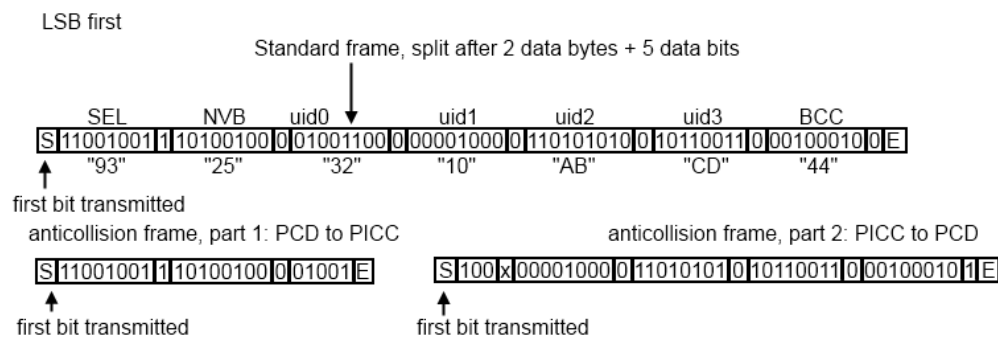 LSB first
Standard frame, split after 2 data bytes + 5 data bits
SEL NVB uid0 uid1 uid2 uid3 BCC
S 11001001 1 10100100 0 01001100 0 00001000 0 11010101 0 10110011 0 00100010 0 E
"93" "25" "32" "10" "AB" "CD" "44"
first bit transmitted
anticollision frame, part 1: PCD to PICC
S 11001001 1 10100100 0 01001 E
first bit transmitted
anticollision frame, part 2: PICC to PCD
S 100 x 00001000 0 11010101 0 10110011 0 00100010 1 E
first bit transmitted